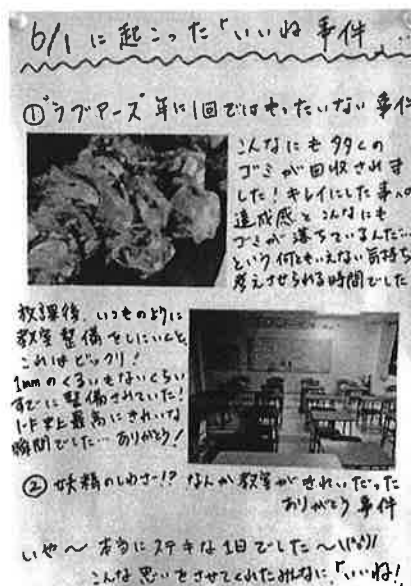 6/1 に起こった「いいね事件」...
①“ラブアース”年に1回ではもったいない事件
こんなにも多くの
ゴミが回収されま
した！キレイにした事への
達成感とこんなにも
ゴミが落ちているんだ…
という何ともいえない気持ち
考えさせられる時間でした
放課後、いつものように
教室整備をしにいくと、
これはビックリ！
1mmのくるいもないくらい
すでに整備されていた！
1-F史上最高にきれいな
瞬間でした…ありがとう！
②妖精のしわざ!? なんか教室がきれいだった
ありがとう事件
いや〜本当にステキな1日でした〜\(^o^)/
こんな思いをさせてくれたみんなに、「いいね！